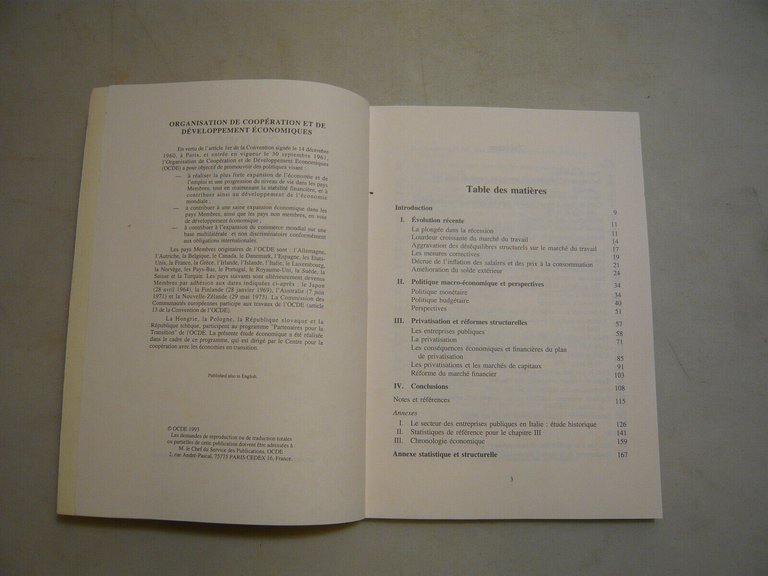 ORGANISATION DE COOPÉRATION ET DE
DÉVELOPPEMENT ÉCONOMIQUES
En vertu de l'article 1er de la Convention signée le 14 décembre
1960, à Paris, et entrée en vigueur le 30 septembre 1961,
l'Organisation de Coopération et de Développement Économiques
(OCDE) a pour objectif de promouvoir des politiques visant :
— à réaliser la plus forte expansion de l'économie et de
l'emploi et une progression du niveau de vie dans les pays
Membres, tout en maintenant la stabilité financière, et à
contribuer ainsi au développement de l'économie
mondiale ;
— à contribuer à une saine expansion économique dans les
pays Membres, ainsi que les pays non membres, en voie
de développement économique ;
— à contribuer à l'expansion du commerce mondial sur une
base multilatérale et non discriminatoire conformément
aux obligations internationales.
Les pays Membres originaires de l'OCDE sont : l'Allemagne,
l'Autriche, la Belgique, le Canada, le Danemark, l'Espagne, les États-
Unis, la France, la Grèce, l'Irlande, l'Islande, l'Italie, le Luxembourg,
la Norvège, les Pays-Bas, le Portugal, le Royaume-Uni, la Suède, la
Suisse et la Turquie. Les pays suivants sont ultérieurement devenus
Membres par adhésion aux dates indiquées ci-après : le Japon
(28 avril 1964), la Finlande (28 janvier 1969), l'Australie (7 juin
1971) et la Nouvelle-Zélande (29 mai 1973). La Commission des
Communautés européennes participe aux travaux de l'OCDE (article
13 de la Convention de l'OCDE).
La Hongrie, la Pologne, la République slovaque et la
République tchèque, participent au programme "Partenaires pour la
Transition" de l'OCDE. La présente étude économique a été réalisée
dans le cadre de ce programme, qui est dirigé par le Centre pour la
coopération avec les économies en transition.
Published also in English.
© OCDE 1993
Les demandes de reproduction ou de traduction totales
ou partielles de cette publication doivent être adressées à :
M. le Chef du Service des Publications, OCDE
2, rue André-Pascal, 75775 PARIS CEDEX 16, France.
Table des matières
Introduction 9
I. Évolution récente 11
La plongée dans la récession 11
Lourdeur croissante du marché du travail 14
Aggravation des déséquilibres structurels sur le marché du travail 17
Les mesures correctives 19
Décrue de l'inflation des salaires et des prix à la consommation 21
Amélioration du solde extérieur 24
II. Politique macro-économique et perspectives 34
Politique monétaire 34
Politique budgétaire 40
Perspectives 51
III. Privatisation et réformes structurelles 57
Les entreprises publiques 58
La privatisation 71
Les conséquences économiques et financières du plan
de privatisation 85
Les privatisations et les marchés de capitaux 91
Réforme du marché financier 103
IV. Conclusions 108
Notes et références 115
Annexes
I. Le secteur des entreprises publiques en Italie : étude historique 126
II. Statistiques de référence pour le chapitre III 141
III. Chronologie économique 159
Annexe statistique et structurelle 167
3